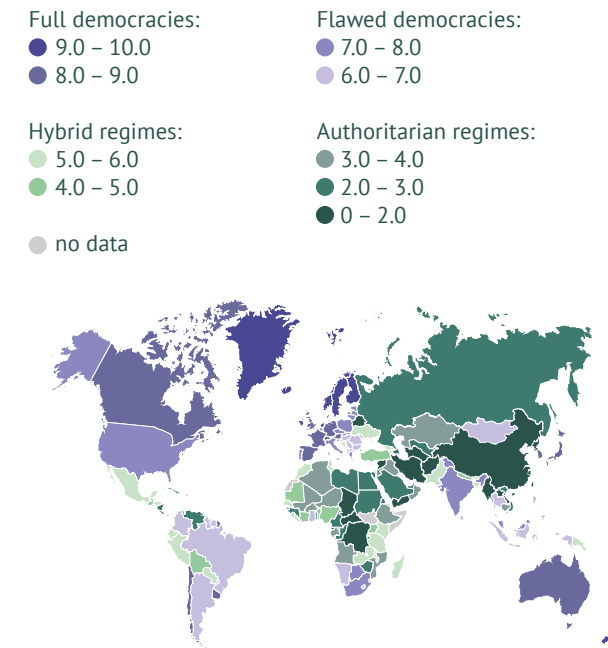 Full democracies:
9.0 – 10.0
8.0 – 9.0
Flawed democracies:
7.0 – 8.0
6.0 – 7.0
Hybrid regimes:
5.0 – 6.0
4.0 – 5.0
Authoritarian regimes:
3.0 – 4.0
2.0 – 3.0
0 – 2.0
no data